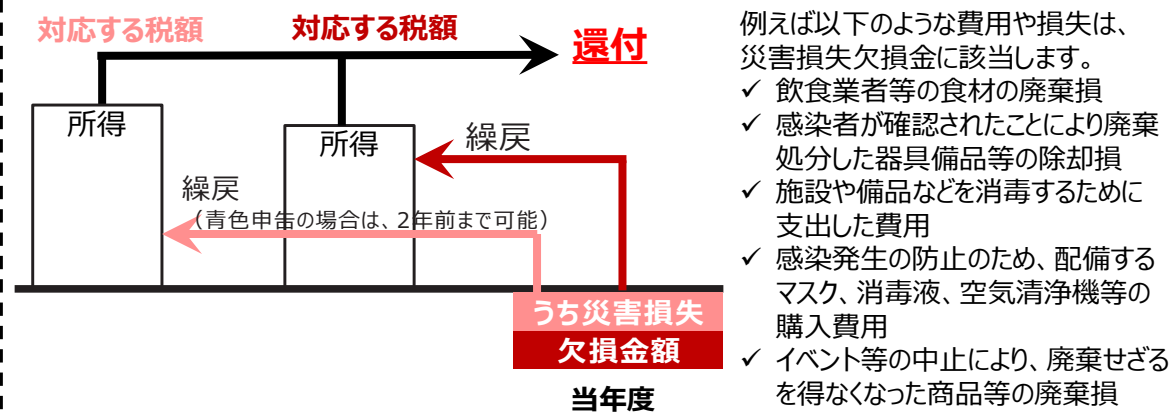 対応する税額
対応する税額
還付
所得
所得
繰戻
繰戻
（青色申告の場合は、2年前まで可能）
うち災害損失
欠損金額
当年度
例えば以下のような費用や損失は、
災害損失欠損金に該当します。
✓ 飲食業者等の食材の廃棄損
✓ 感染者が確認されたことにより廃棄
処分した器具備品等の除却損
✓ 施設や備品などを消毒するために
支出した費用
✓ 感染発生の防止のため、配備する
マスク、消毒液、空気清浄機等の
購入費用
✓ イベント等の中止により、廃棄せざる
を得なくなった商品等の廃棄損